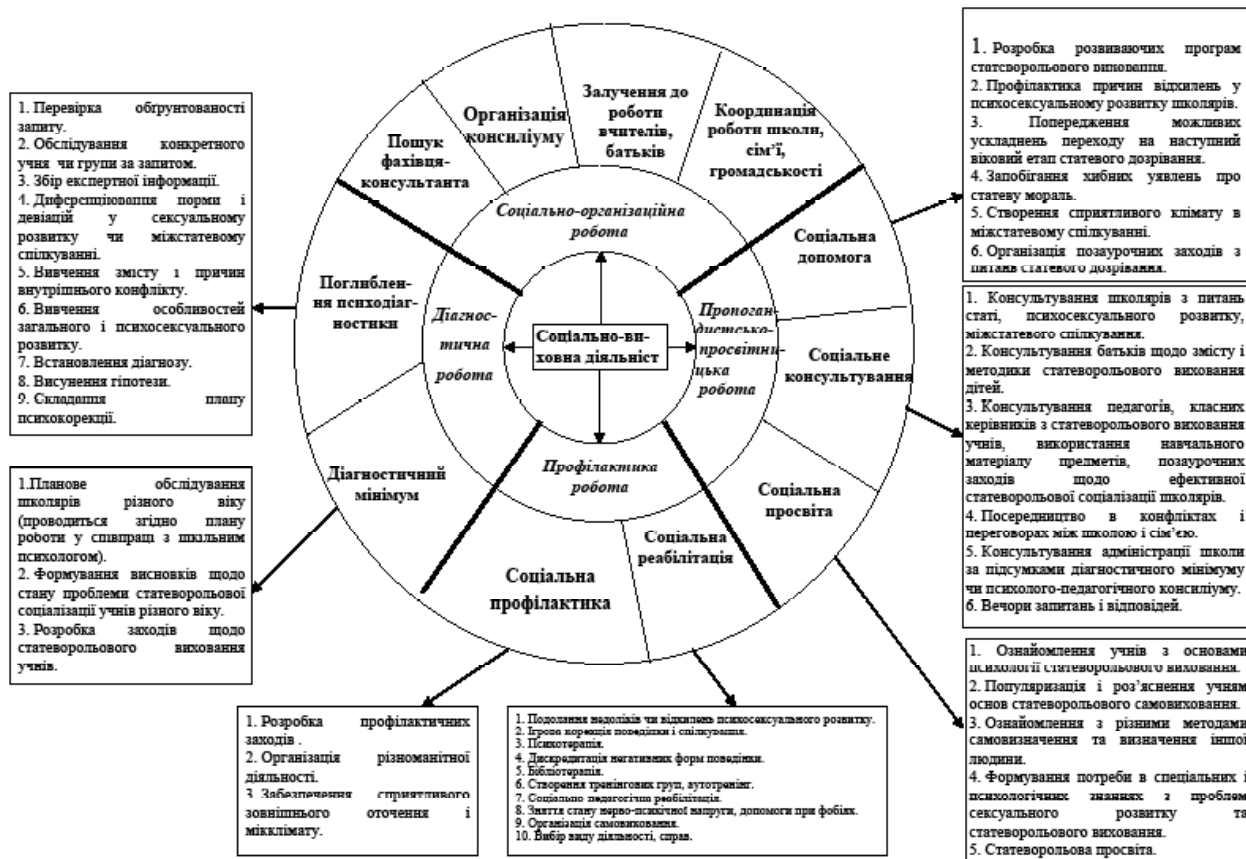 1. Перевірка обґрунтованості
запиту.
2. Обслідування конкретного
учня чи групи за запитом.
3. Збір експертної інформації.
4. Диференціювання норми і
девіацій у сексуальному
розвитку чи міжстатевому
спілкуванні.
5. Вивчення змісту і причин
внутрішнього конфлікту.
6. Вивчення особливостей
загального і психосексуального
розвитку.
7. Встановлення діагнозу.
8. Висунення гіпотези.
9. Складання плану
психокорекції.
1.Планове обслідування
школярів різного віку
(проводиться згідно плану
роботи у співпраці з шкільним
психологом).
2. Формування висновків щодо
стану проблеми статеворольової
соціалізації учнів різного віку.
3. Розробка заходів щодо
статеворольового виховання
учнів.
Пошук
фахівця-
консультанта
Організація
консиліуму
Залучення до
роботи
вчителів,
батьків
Координація
роботи школи,
сім’ї,
громадськості
Соціально-організаційна
робота
Соціальна
допомога
Поглиблен-
ня психодіаг-
ностики
Діагнос-
тична
робота
Соціально-ви-
ховна діяльніст
Пропоган-
дистсько-
просвітни-
цька
робота
Соціальне
консультування
Діагностичний
мінімум
Профілактика
робота
Соціальна
просвіта
Соціальна
реабілітація
Соціальна
профілактика
1. Розробка розвиваючих програм
статеворольового виховання.
2. Профілактика причин відхилень у
психосексуальному розвитку школярів.
3. Попередження можливих
ускладнень переходу на наступний
віковий етап статевого дозрівання.
4. Запобігання хибних уявлень про
статеву мораль.
5. Створення сприятливого клімату в
міжстатевому спілкуванні.
6. Організація позаурочних заходів з
питань статевого дозрівання.
1. Консультування школярів з питань
статі, психосексуального розвитку,
міжстатевого спілкування.
2. Консультування батьків щодо змісту і
методики статеворольового виховання
дітей.
3. Консультування педагогів, класних
керівників з статеворольового виховання
учнів, використання навчального
матеріалу предметів, позаурочних
заходів щодо ефективної
статеворольової соціалізації школярів.
4. Посередництво в конфліктах і
переговорах між школою і сім’єю.
5. Консультування адміністрації школи
за підсумками діагностичного мінімуму
чи психолого-педагогічного консиліуму.
6. Вечори запитань і відповідей.
1. Ознайомлення учнів з основами
психології статеворольового виховання.
2. Популяризація і роз’яснення учням
основ статеворольового самовиховання.
3. Ознайомлення з різними методами
самовизначення та визначення іншої
людини.
4. Формування потреби в спеціальних і
психологічних знаннях з проблем
сексуального розвитку та
статеворольового виховання.
5. Статеворольова просвіта.
1. Розробка профілактичних
заходів .
2. Організація різноманітної
діяльності.
3. Забезпечення сприятливого
зовнішнього оточення і
мікклімату.
1. Подолання недоліків чи відхилень психосексуального розвитку.
2. Ігрова корекція поведінки і спілкування.
3. Психотерапія.
4. Дискредитація негативних форм поведінки.
5. Бібліотерапія.
6. Створення тренінгових груп, аутотренінг.
7. Соціально педагогічна реабілітація.
8. Зняття стану нерво-психічної напруги, допомоги при фобіях.
9. Організація самовиховання.
10. Вибір виду діяльності, справ.